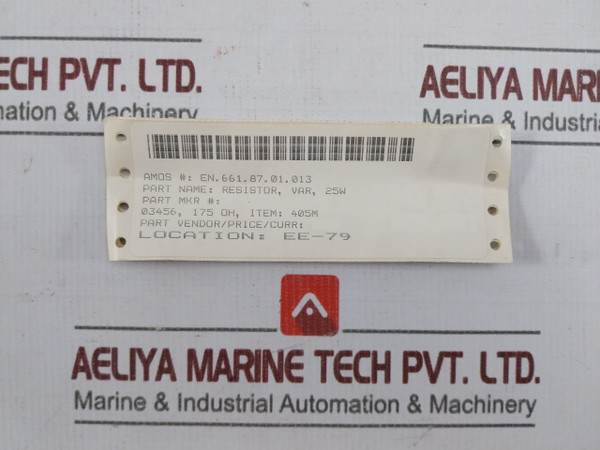 ECH PVT. LTD.
mation & Machinery
AELIYA MAR
Marine & Industrial
AMOS #: EN.661.87.01.013
PART NAME: RESISTOR, VAR, 25W
PART MKR #:
03456, 175 OH, ITEM: 405M
PART VENDOR/PRICE/CURR:
LOCATION: EE-79
AELIYA MARINE TECH PVT. LTD.
Marine & Industrial Automation & Machinery